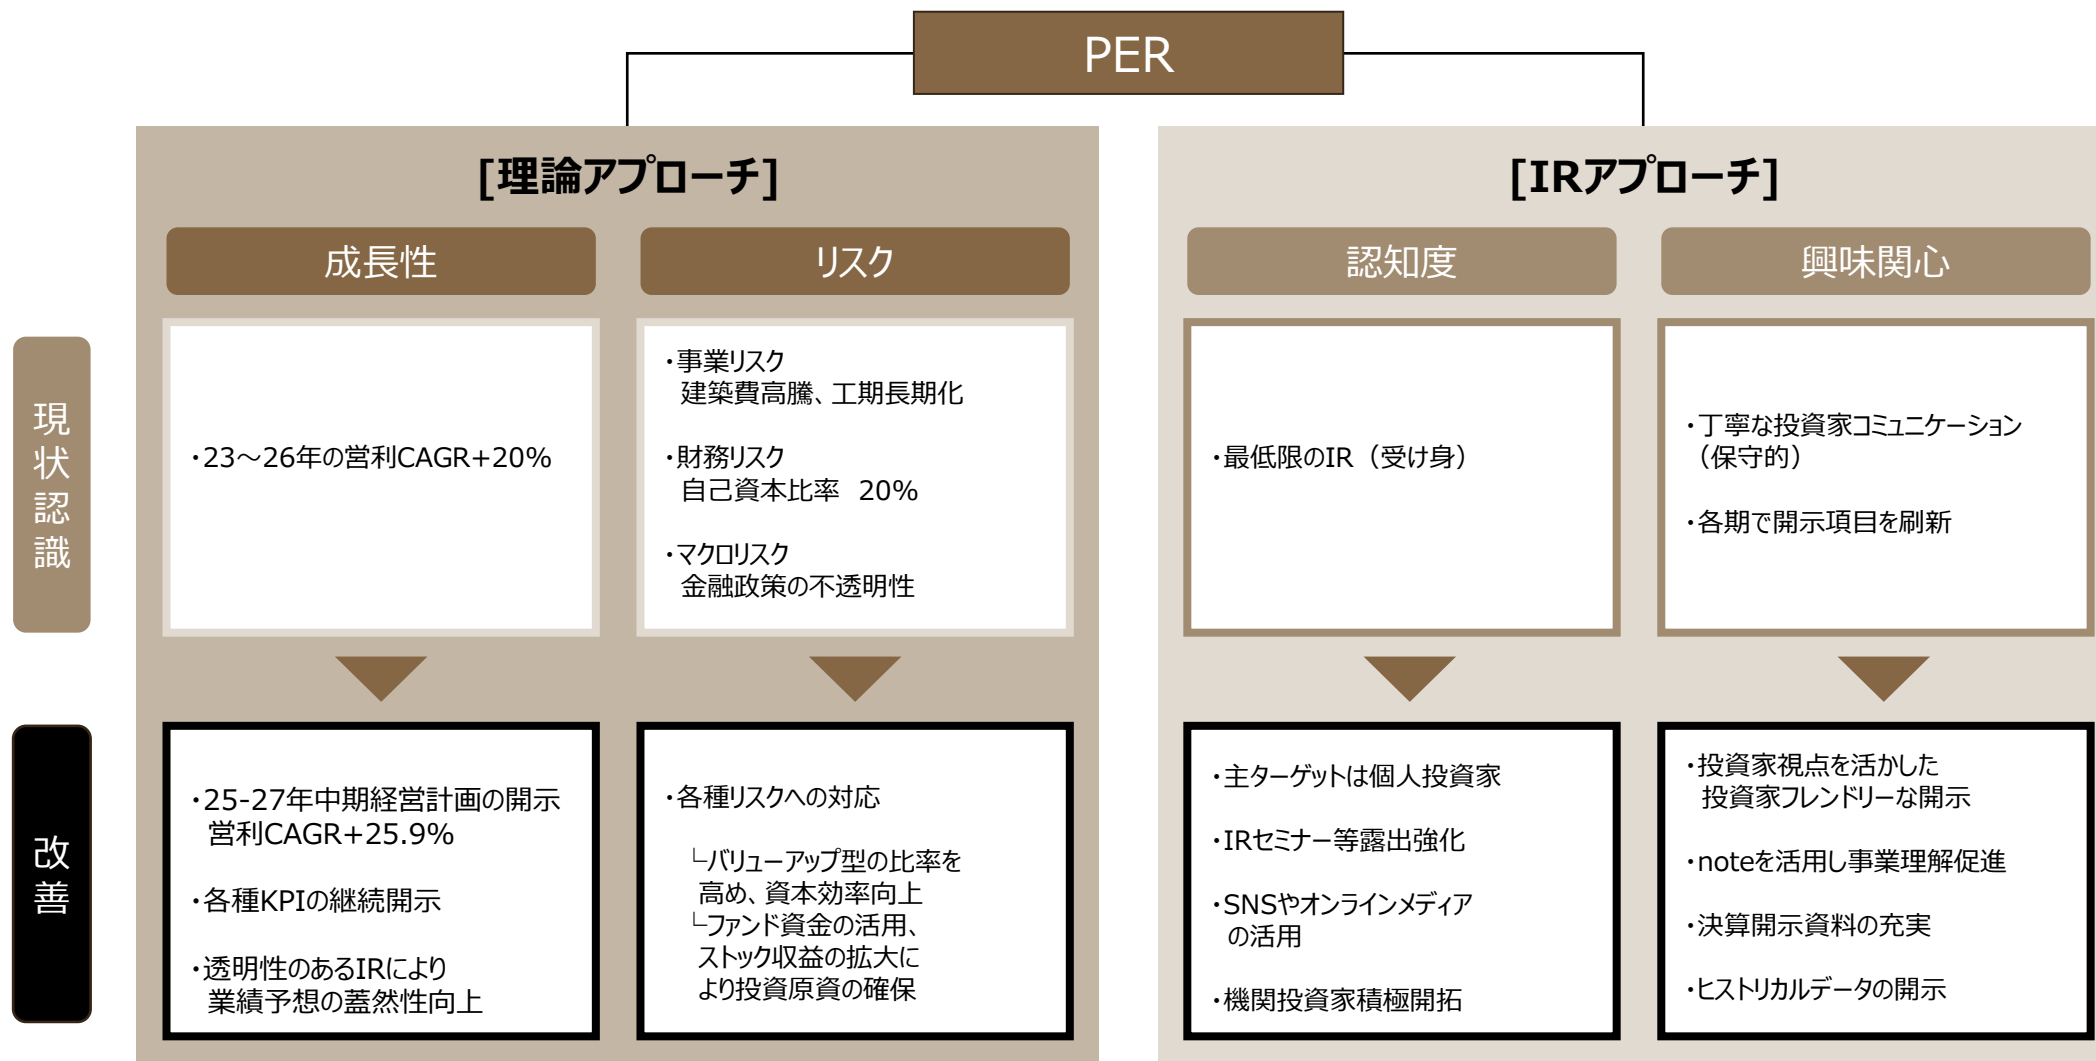 PER
[理論アプローチ]
[IRアプローチ]
成長性
リスク
認知度
興味関心
現状認識
・23～26年の営利CAGR+20%
・事業リスク
建築費高騰、工期長期化
・財務リスク
自己資本比率 20%
・マクロリスク
金融政策の不透明性
・最低限のIR（受け身）
・丁寧な投資家コミュニケーション
（保守的）
・各期で開示項目を刷新
改善
・25-27年中期経営計画の開示
営利CAGR+25.9%
・各種KPIの継続開示
・透明性のあるIRにより
業績予想の蓋然性向上
・各種リスクへの対応
└バリューアップ型の比率を
高め、資本効率向上
└ファンド資金の活用、
ストック収益の拡大に
より投資原資の確保
・主ターゲットは個人投資家
・IRセミナー等露出強化
・SNSやオンラインメディア
の活用
・機関投資家積極開拓
・投資家視点を活かした
投資家フレンドリーな開示
・noteを活用し事業理解促進
・決算開示資料の充実
・ヒストリカルデータの開示